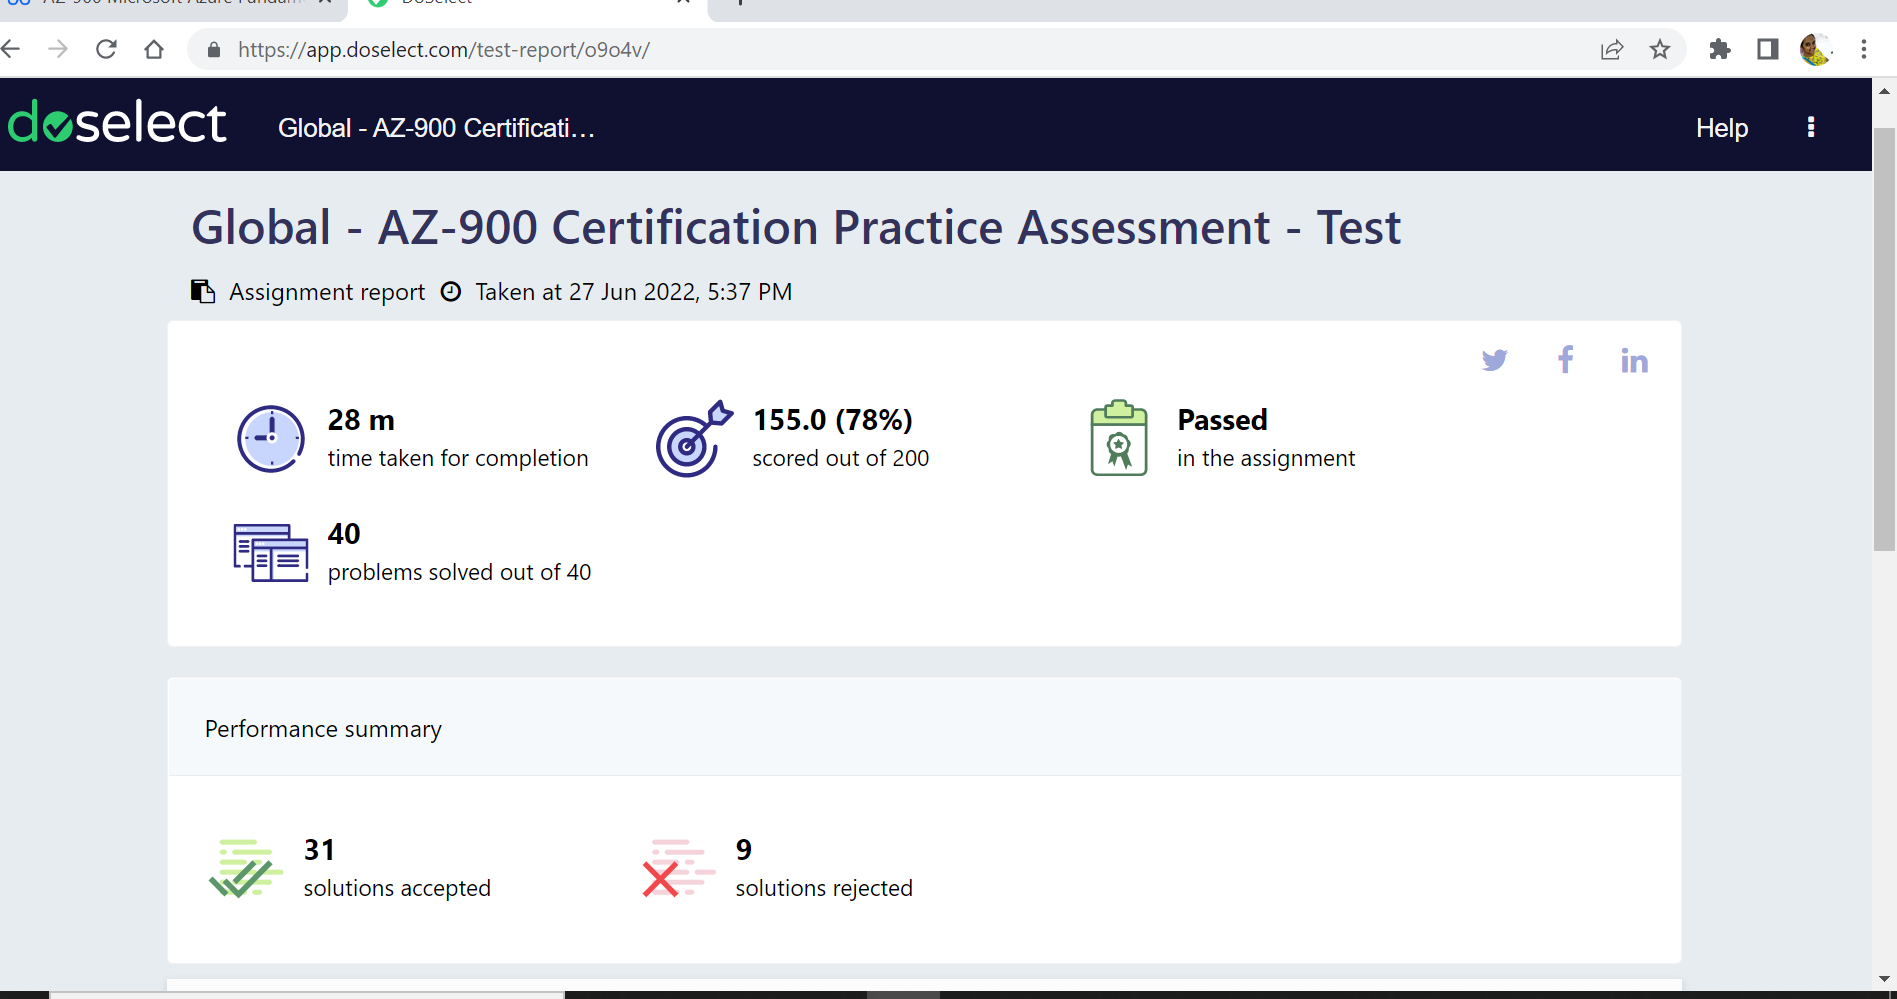 AZ-900 Microsoft Azure Fundam
DoSelect
https://app.doselect.com/test-report/o9o4v/
doselect
Global - AZ-900 Certificati...
Help
Global - AZ-900 Certification Practice Assessment - Test
Assignment report Taken at 27 Jun 2022, 5:37 PM
28 m
time taken for completion
155.0 (78%)
scored out of 200
Passed
in the assignment
40
problems solved out of 40
Performance summary
31
solutions accepted
9
solutions rejected